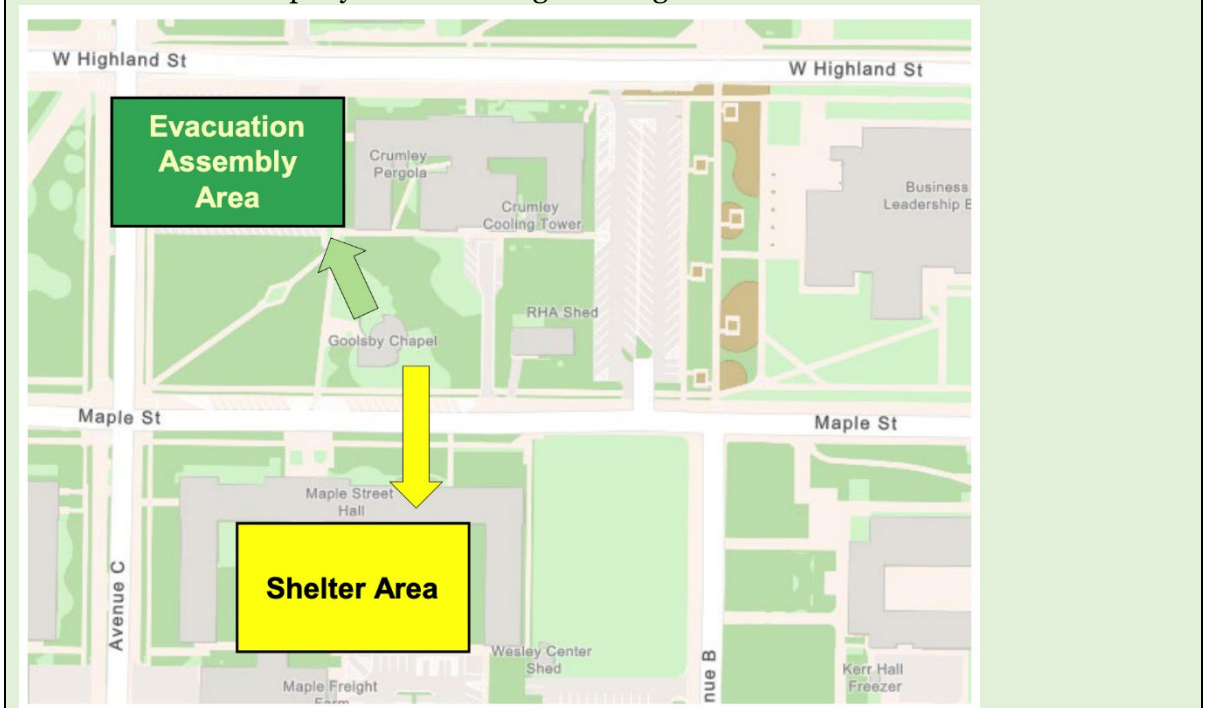 W Highland St
W Highland St
Evacuation
Assembly
Area
Crumley
Pergola
Business
Leadership
Crumley
Cooling Tower
RHA Shed
Goolsby Chapel
Maple St
Maple St
Maple Street
Hall
Shelter Area
Avenue C
Wesley Center
Shed
Maple Freight
Kerr Hall
Freezer